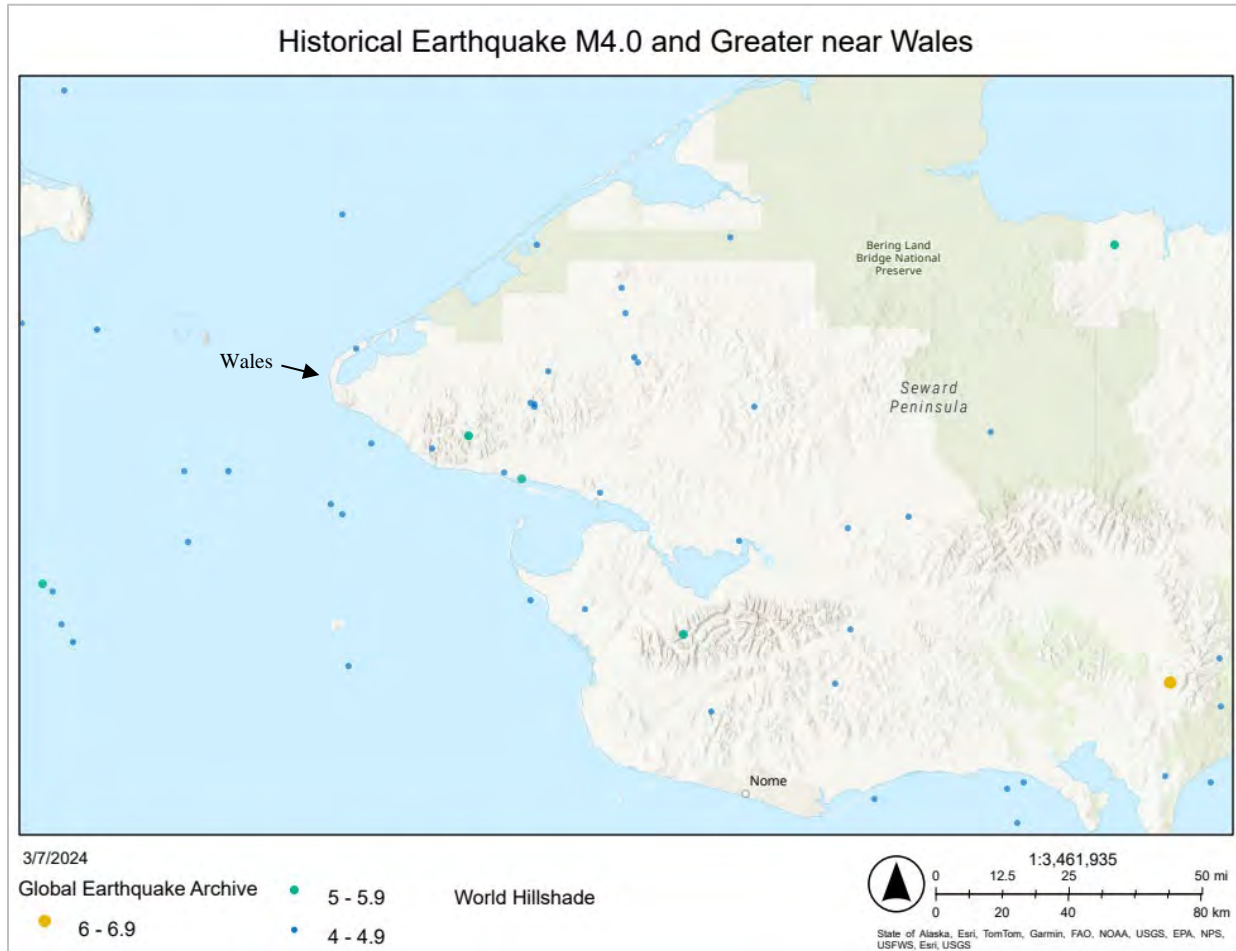 Historical Earthquake M4.0 and Greater near Wales
Bering Land
Bridge National
Preserve
Wales
Seward
Peninsula
Nome
3/7/2024
Global Earthquake Archive
6 - 6.9
5 - 5.9
4 - 4.9
World Hillshade
1:3,461,935
0 12.5 25 50 mi
0 20 40 80 km
State of Alaska, Esri, TomTom, Garmin, FAO, NOAA, USGS, EPA, NPS,
USFWS, Esri, USGS